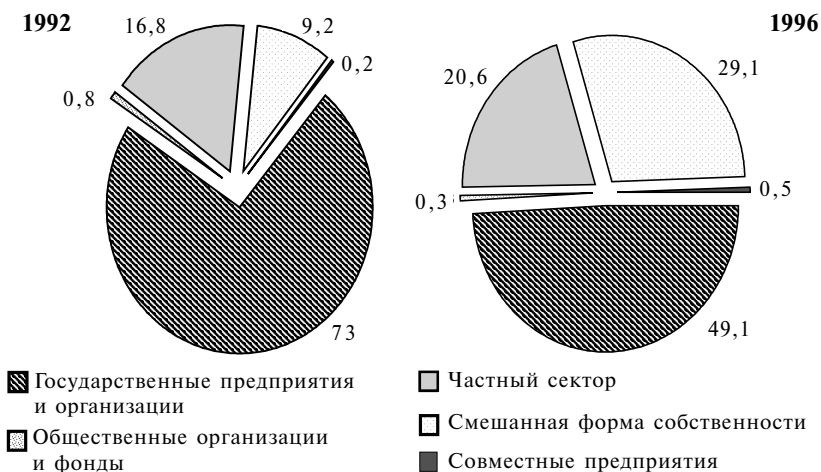 1992
16,8
9,2
0,2
0,8
73
1996
20,6
29,1
0,3
0,5
49,1
Государственные предприятия
и организации
Общественные организации
и фонды
Частный сектор
Смешанная форма собственности
Совместные предприятия